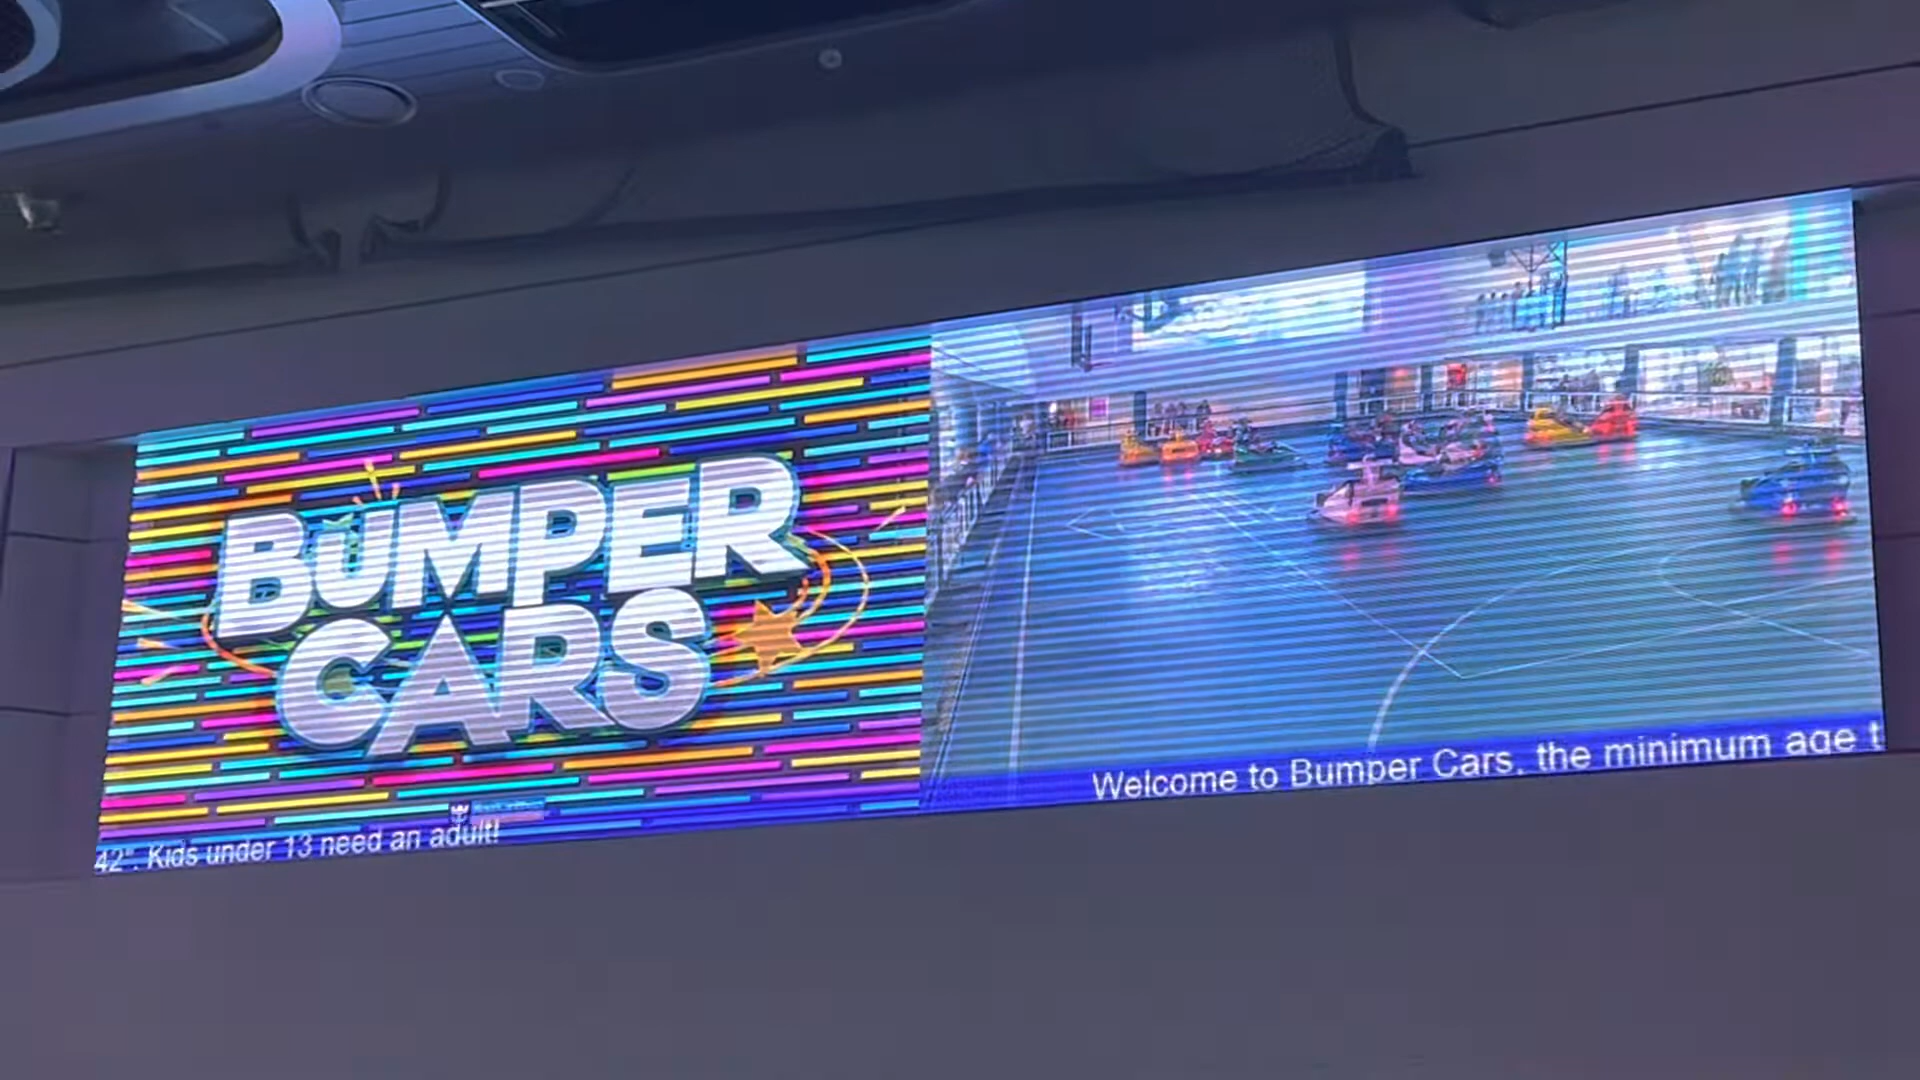 BUMPER
CARS
42". Kids under 13 need an adult!
Welcome to Bumper Cars, the minimum age t